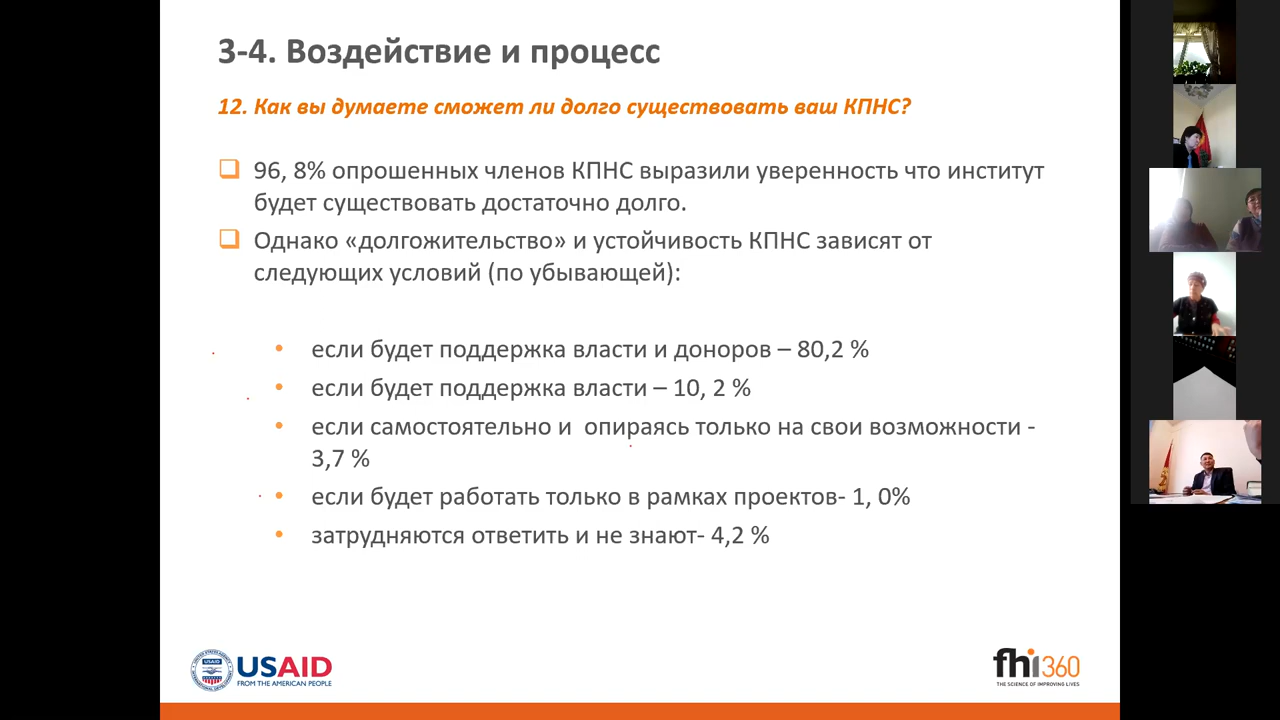 3-4. Воздействие и процесс
12. Как вы думаете сможет ли долго существовать ваш КПНС?
96, 8% опрошенных членов КПНС выразили уверенность что институт
будет существовать достаточно долго.
Однако «долгожительство» и устойчивость КПНС зависят от
следующих условий (по убывающей):
если будет поддержка власти и доноров – 80,2 %
если будет поддержка власти – 10, 2 %
если самостоятельно и опираясь только на свои возможности -
3,7 %
если будет работать только в рамках проектов- 1, 0%
затрудняются ответить и не знают- 4,2 %
USAID
FROM THE AMERICAN PEOPLE
fhi 360
THE SCIENCE OF IMPROVING LIVES